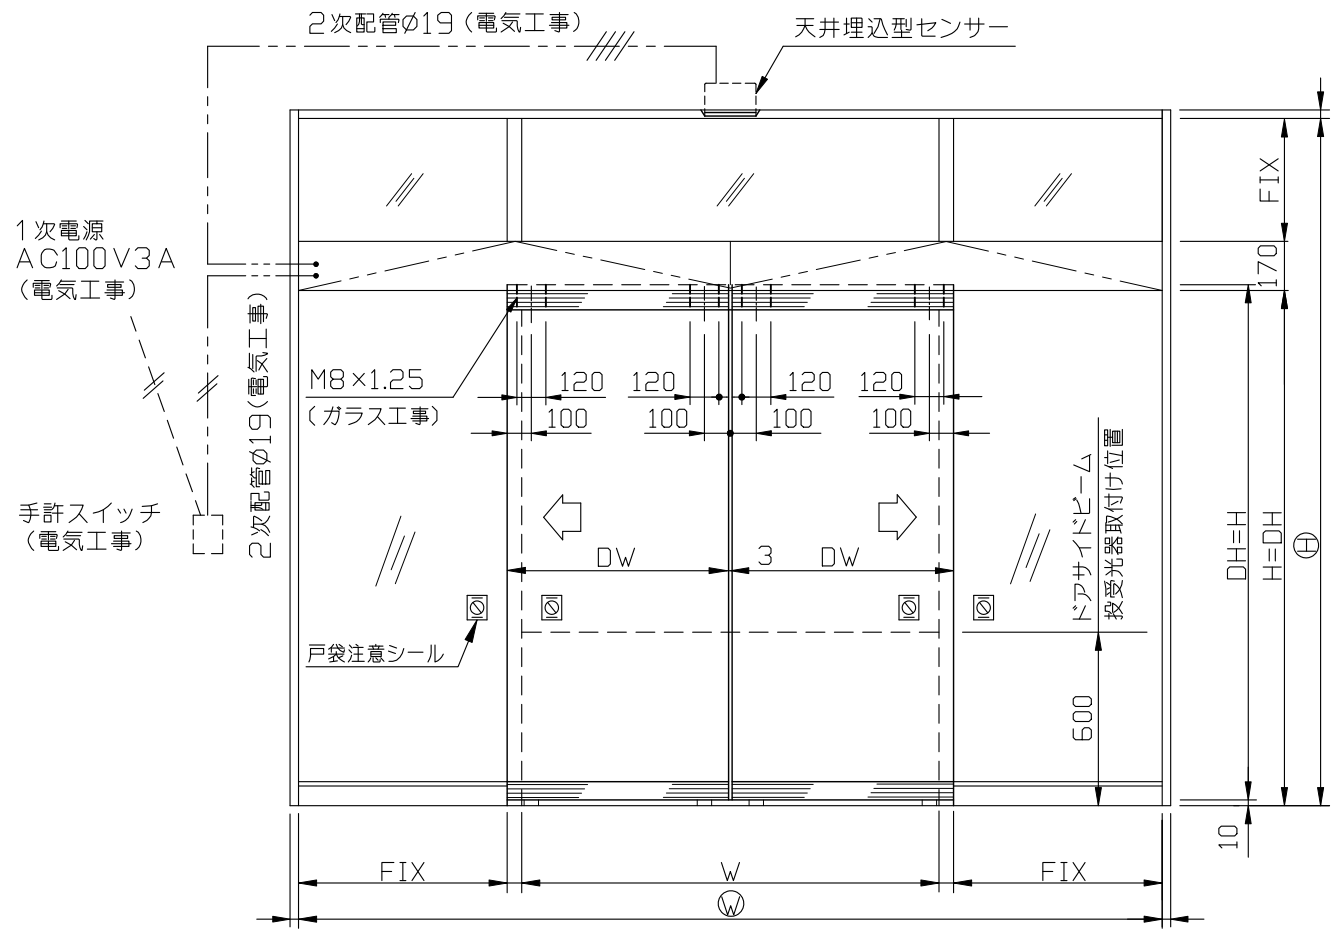 2次配管φ19(電気工事)
天井埋込型センサー
FIX
1次電源
AC100V3A
(電気工事)
170
2次配管φ19(電気工事)
M8×1.25
(ガラス工事)
120
120
120
120
100
100
100
100
ドアサイドビーム
投受光器取付け位置
手許スイッチ
(電気工事)
DW
3
DW
DH=H
H=DH
H
戸袋注意シール
600
10
FIX
W
FIX
W